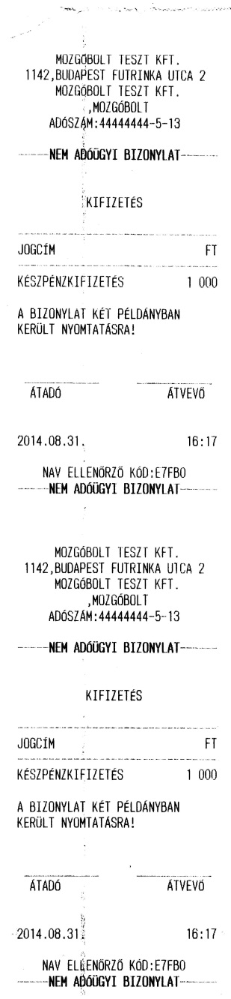 MOZGÓBOLT TESZT KFT.
1142,BUDAPEST FUTRINKA UTCA 2
MOZGÓBOLT TESZT KFT.
,MOZGÓBOLT
ADÓSZÁM:44444444-5-13
-----NEM ADÓÜGYI BIZONYLAT-----
KIFIZETÉS
JOGCÍM FT
KÉSZPÉNZKIFIZETÉS 1 000
A BIZONYLAT KÉT PÉLDÁNYBAN
KERÜLT NYOMTATÁSRA!
ÁTADÓ ÁTVEVŐ
2014.08.31. 16:17
NAV ELLENŐRZŐ KÓD:E7FB0
-----NEM ADÓÜGYI BIZONYLAT-----
MOZGÓBOLT TESZT KFT.
1142,BUDAPEST FUTRINKA UTCA 2
MOZGÓBOLT TESZT KFT.
,MOZGÓBOLT
ADÓSZÁM:44444444-5-13
-----NEM ADÓÜGYI BIZONYLAT-----
KIFIZETÉS
JOGCÍM FT
KÉSZPÉNZKIFIZETÉS 1 000
A BIZONYLAT KÉT PÉLDÁNYBAN
KERÜLT NYOMTATÁSRA!
ÁTADÓ ÁTVEVŐ
2014.08.31. 16:17
NAV ELLENŐRZŐ KÓD:E7FB0
-----NEM ADÓÜGYI BIZONYLAT-----